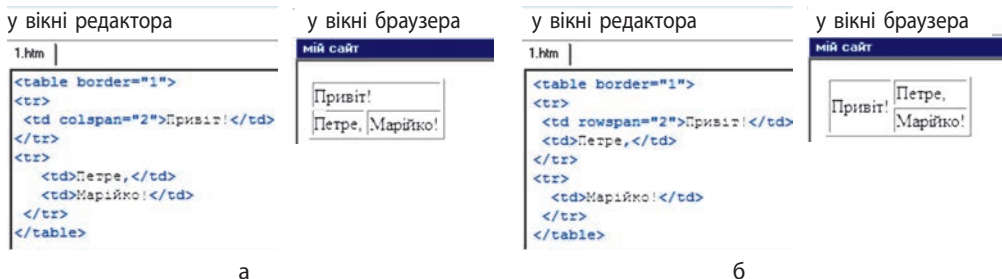 у вікні редактора
1.htm
<table border="1">
<tr>
<td colspan="2">Привіт!</td>
</tr>
<tr>
<td>Петре,</td>
<td>Марійко!</td>
</tr>
</table>
у вікні браузера
мій сайт
Привіт!
Петре, Марійко!
а
у вікні редактора
1.htm
<table border="1">
<tr>
<td rowspan="2">Привіт!</td>
<td>Петре,</td>
</tr>
<tr>
<td>Марійко!</td>
</tr>
</table>
у вікні браузера
мій сайт
Привіт! Петре,
Марійко!
б